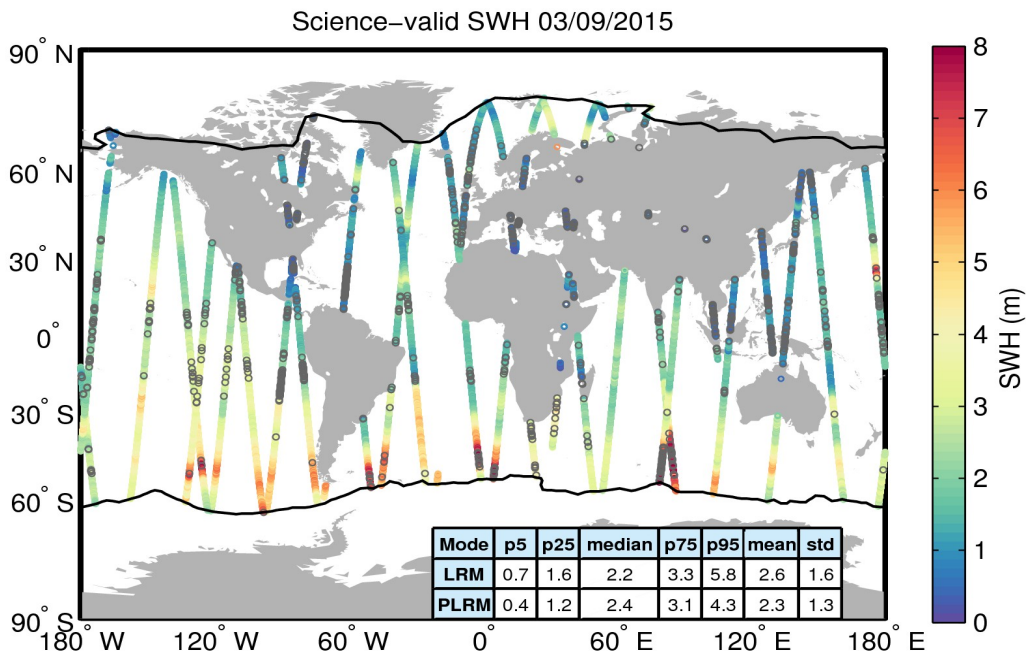 Science−valid SWH 03/09/2015
90° N
60° N
30° N
0°
30° S
60° S
90° S
180° W
120° W
60° W
0°
60° E
120° E
180° E
8
7
6
5
4
3
2
1
0
SWH (m)
Mode p5 p25 median p75 p95 mean std
LRM 0.7 1.6 2.2 3.3 5.8 2.6 1.6
PLRM 0.4 1.2 2.4 3.1 4.3 2.3 1.3